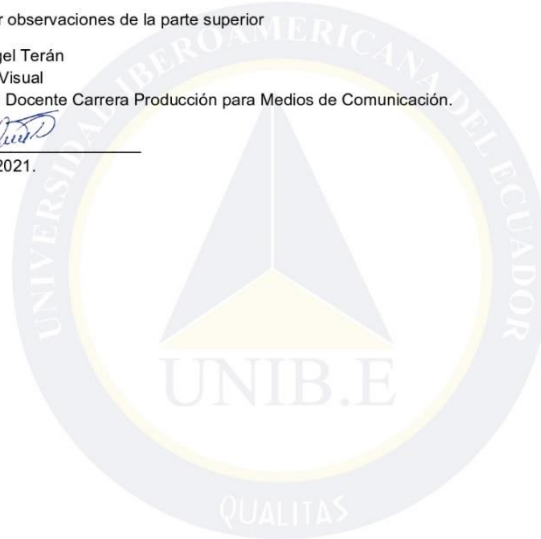 r observaciones de la parte superior
gel Terán
Visual
Docente Carrera Producción para Medios de Comunicación.
2021.
UNIVERSIDAD IBEROAMERICANA DEL ECUADOR
UNIB.E
QUALITAS